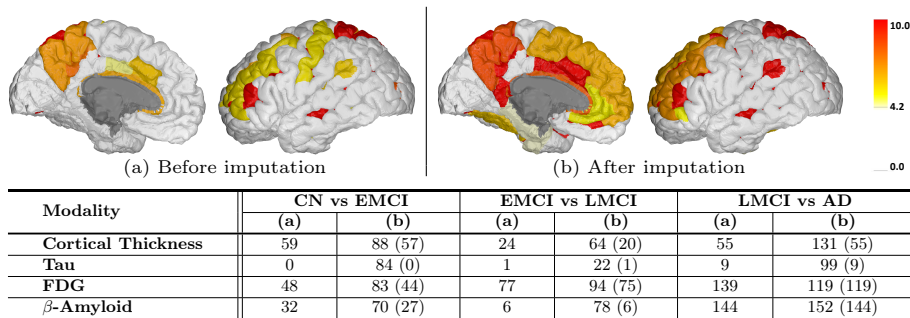 10.0
4.2
0.0
(a) Before imputation
(b) After imputation
Modality CN vs EMCI EMCI vs LMCI LMCI vs AD
(a) (b) (a) (b) (a) (b)
Cortical Thickness 59 88 (57) 24 64 (20) 55 131 (55)
Tau 0 84 (0) 1 22 (1) 9 99 (9)
FDG 48 83 (44) 77 94 (75) 139 119 (119)
β-Amyloid 32 70 (27) 6 78 (6) 144 152 (144)